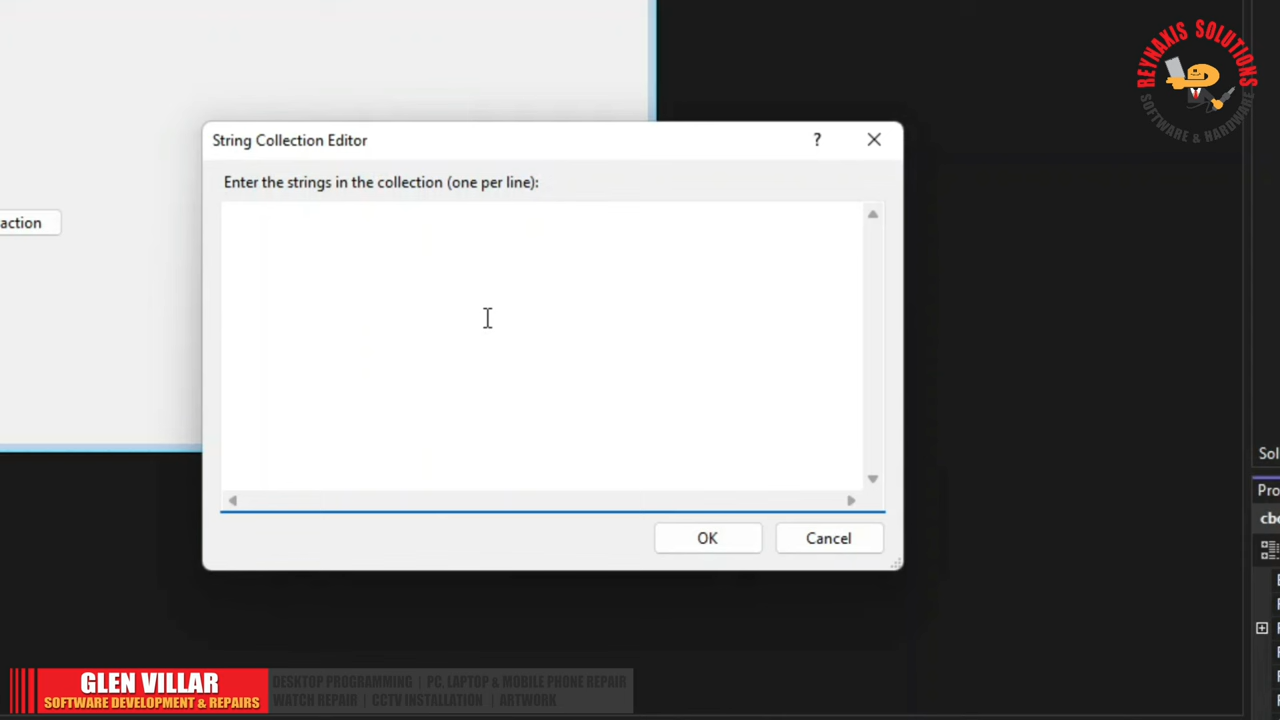 REYNAXIS SOLUTIONS
SOFTWARE & HARDWARE
String Collection Editor
?
Enter the strings in the collection (one per line):
action
OK
Cancel
Sol
Pro
cbo
GLEN VILLAR
SOFTWARE DEVELOPMENT & REPAIRS
DESKTOP PROGRAMMING | PC, LAPTOP & MOBILE PHONE REPAIR
WATCH REPAIR | CCTV INSTALLATION | ARTWORK